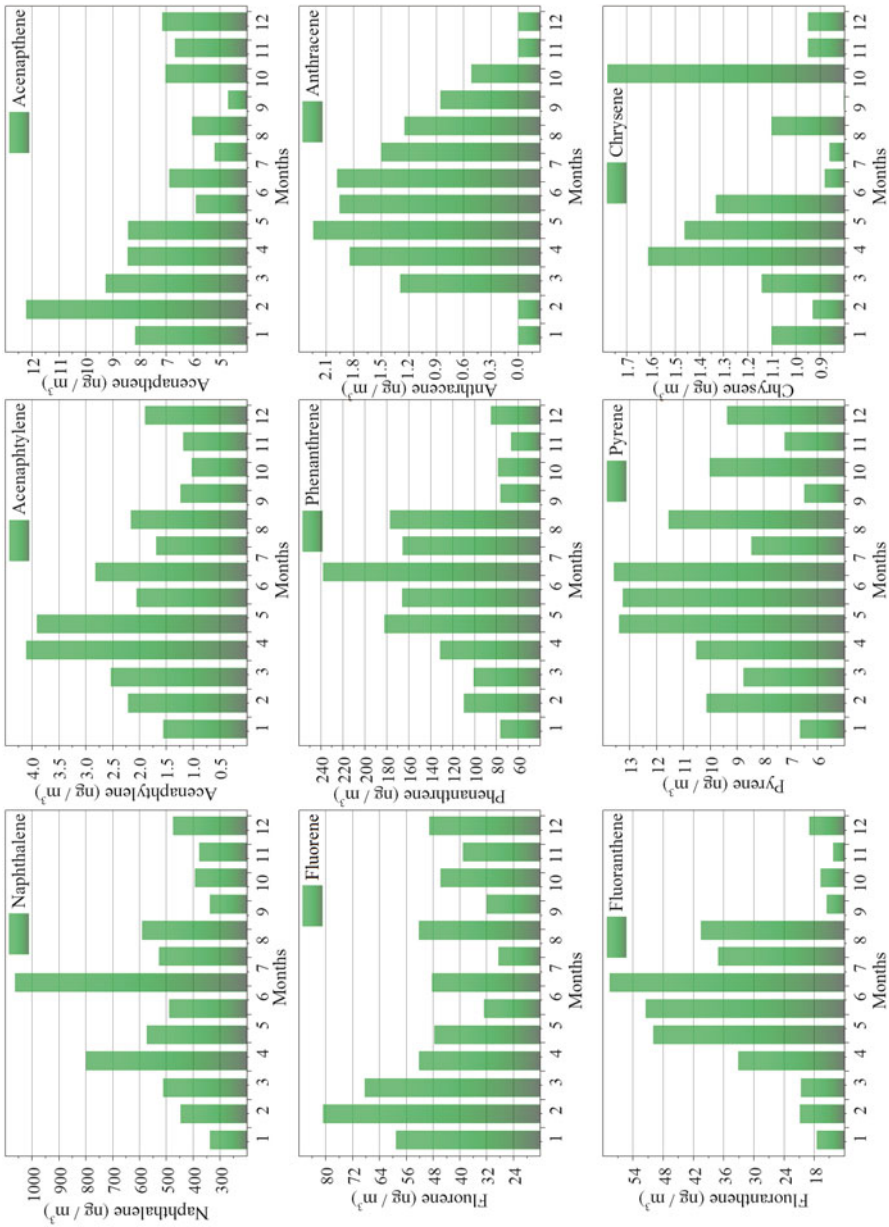 Naphthalene
Naphthalene (ng / m³)
1000
900
800
700
600
500
400
300
1 2 3 4 5 6 7 8 9 10 11 12
Months
Acenaphtylene
Acenaphtylene (ng / m³)
4.0
3.5
3.0
2.5
2.0
1.5
1.0
0.5
1 2 3 4 5 6 7 8 9 10 11 12
Months
Acenapthene
Acenapthene (ng / m³)
12
11
10
9
8
7
6
5
1 2 3 4 5 6 7 8 9 10 11 12
Months
Fluorene
Fluorene (ng / m³)
80
72
64
56
48
40
32
24
1 2 3 4 5 6 7 8 9 10 11 12
Months
Phenanthrene
Phenanthrene (ng / m³)
240
220
200
180
160
140
120
100
80
60
1 2 3 4 5 6 7 8 9 10 11 12
Months
Anthracene
Anthracene (ng / m³)
2.1
1.8
1.5
1.2
0.9
0.6
0.3
0.0
1 2 3 4 5 6 7 8 9 10 11 12
Months
Fluoranthene
Fluoranthene (ng / m³)
54
48
42
36
30
24
18
1 2 3 4 5 6 7 8 9 10 11 12
Months
Pyrene
Pyrene (ng / m³)
13
12
11
10
9
8
7
6
1 2 3 4 5 6 7 8 9 10 11 12
Months
Chrysene
Chrysene (ng / m³)
1.7
1.6
1.5
1.4
1.3
1.2
1.1
1.0
0.9
1 2 3 4 5 6 7 8 9 10 11 12
Months